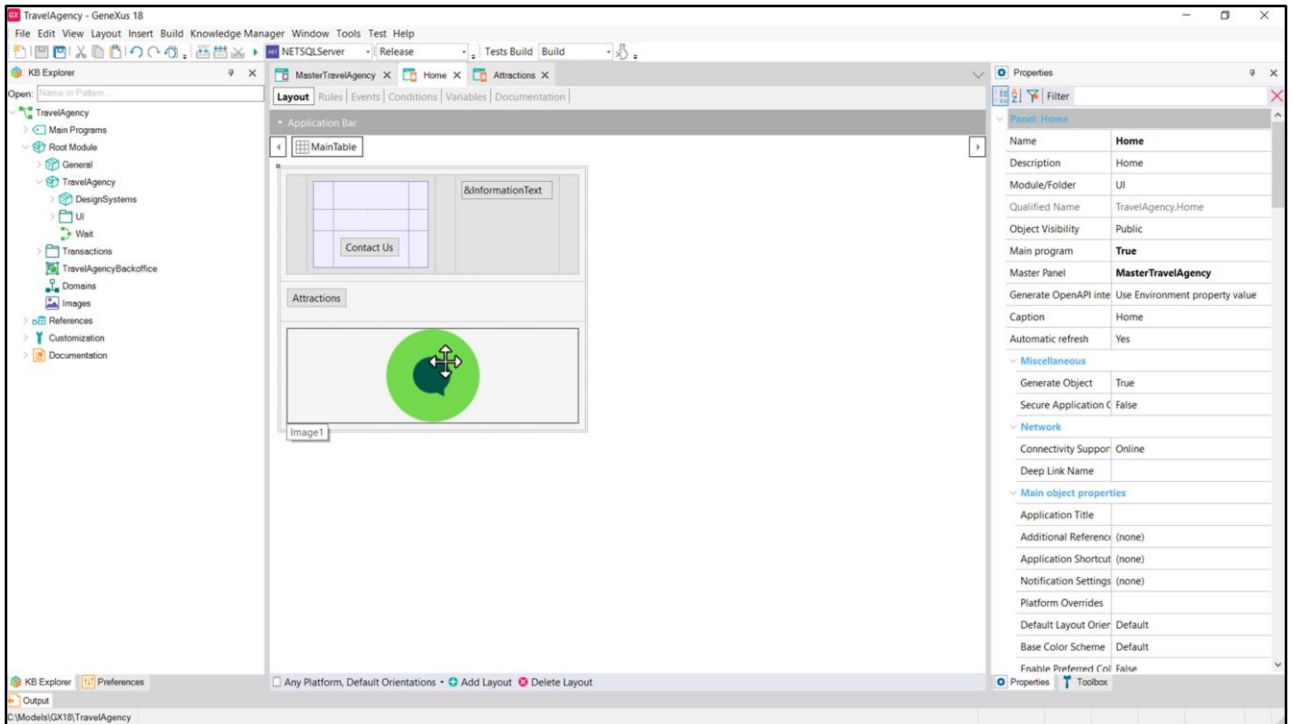 TravelAgency - GeneXus 18
File Edit View Layout Insert Build Knowledge Manager Window Tools Test Help
NETSQLServer Release Tests Build Build
KB Explorer
Open: Name or Pattern...
TravelAgency
Main Programs
Root Module
General
TravelAgency
DesignSystems
UI
Wait
Transactions
TravelAgencyBackoffice
Domains
Images
References
Customization
Documentation
KB Explorer Preferences
MasterTravelAgency X Home X Attractions X
Layout Rules Events Conditions Variables Documentation
Application Bar
MainTable
&InformationText
Contact Us
Attractions
Image1
Any Platform, Default Orientations • Add Layout Delete Layout
Properties
Filter
Panel: Home
Name Home
Description Home
Module/Folder UI
Qualified Name TravelAgency.Home
Object Visibility Public
Main program True
Master Panel MasterTravelAgency
Generate OpenAPI inte Use Environment property value
Caption Home
Automatic refresh Yes
Miscellaneous
Generate Object True
Secure Application C False
Network
Connectivity Suppor Online
Deep Link Name
Main object properties
Application Title
Additional Referenc (none)
Application Shortcut (none)
Notification Settings (none)
Platform Overrides
Default Layout Orier Default
Base Color Scheme Default
Enable Preferred Col False
Properties Toolbox
Output
C:\Models\GX18\TravelAgency